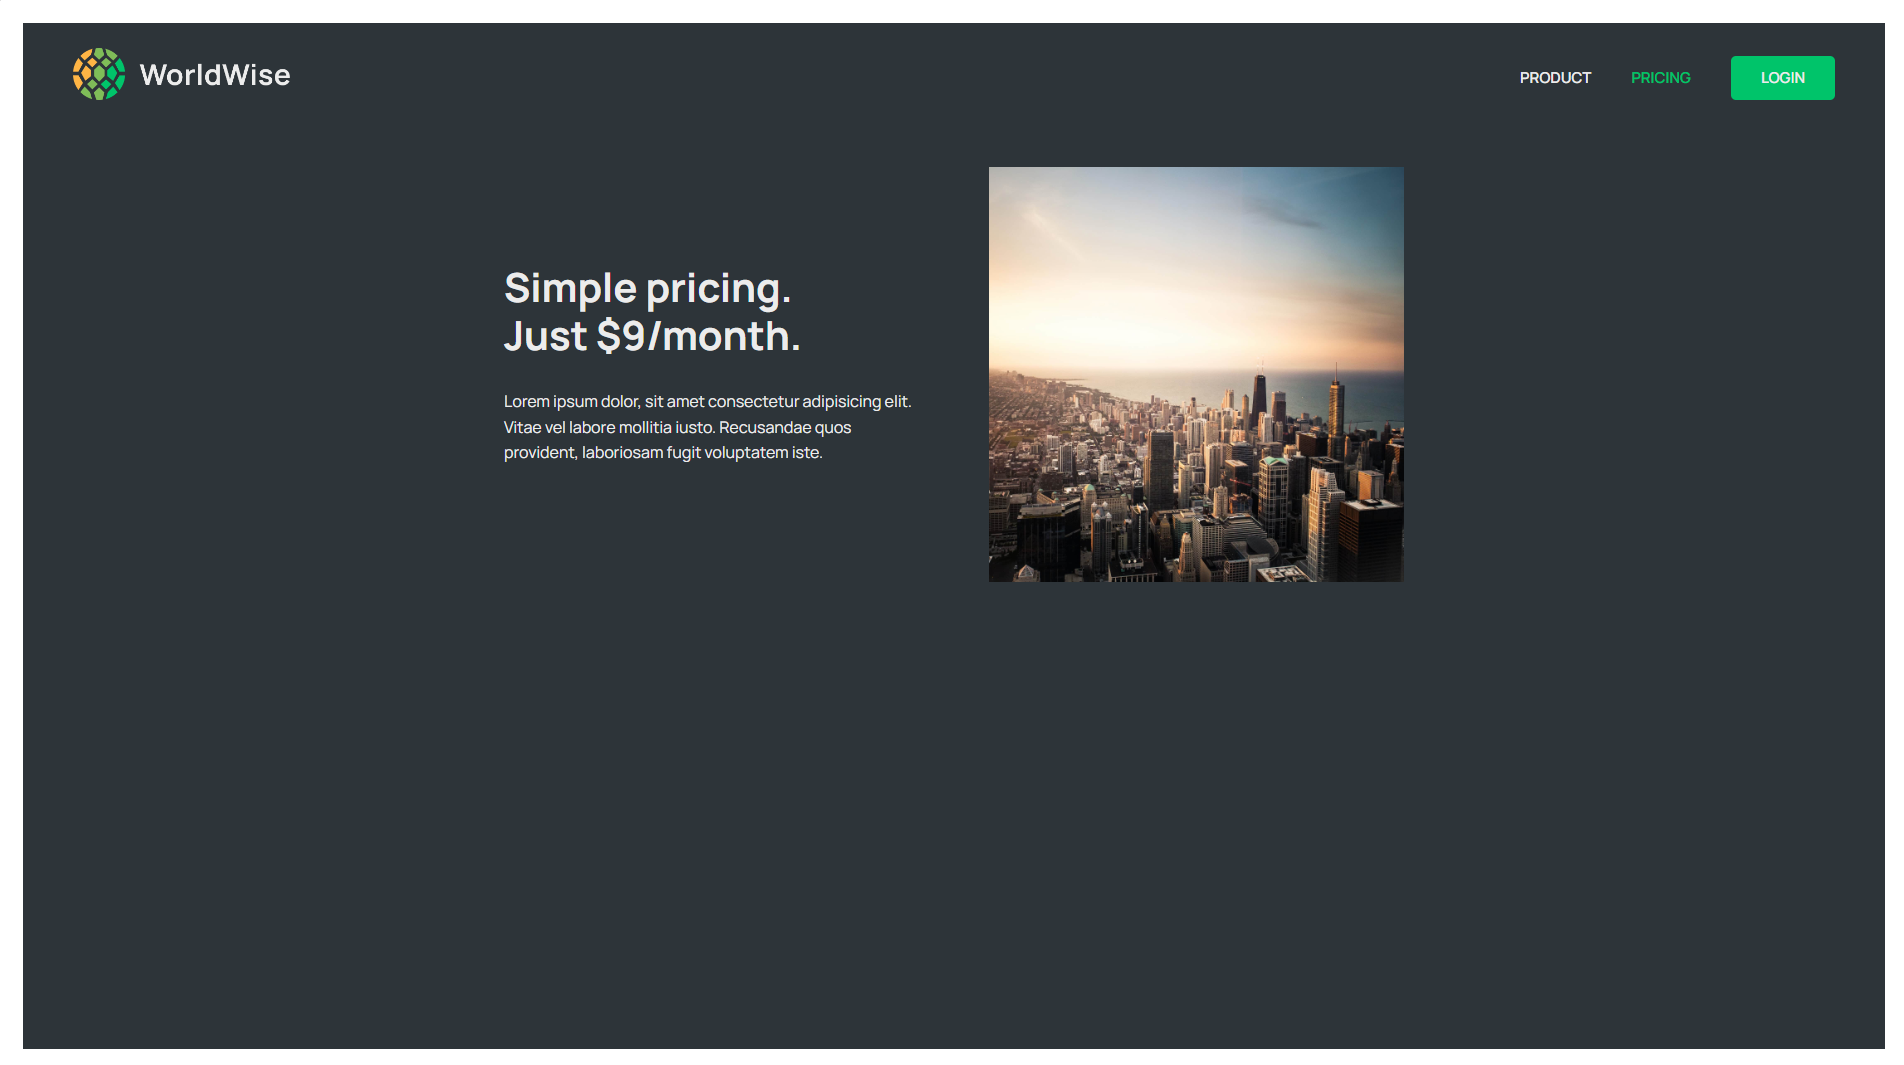 WorldWise
PRODUCT
PRICING
LOGIN
Simple pricing.
Just $9/month.
Lorem ipsum dolor, sit amet consectetur adipisicing elit.
Vitae vel labore mollitia iusto. Recusandae quos
provident, laboriosam fugit voluptatem iste.